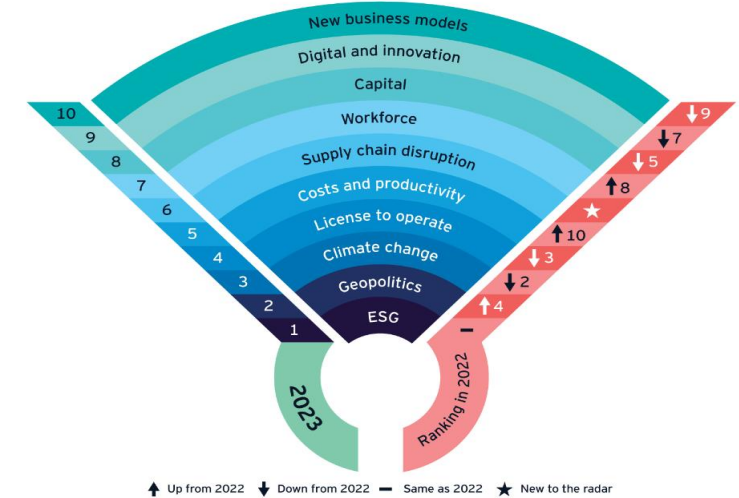 New business models
Digital and innovation
Capital
Workforce
Supply chain disruption
Costs and productivity
License to operate
Climate change
Geopolitics
ESG
10
9
8
7
6
5
4
3
2
1
2023
9
7
5
8
10
3
2
4
Ranking in 2022
Up from 2022
Down from 2022
Same as 2022
New to the radar